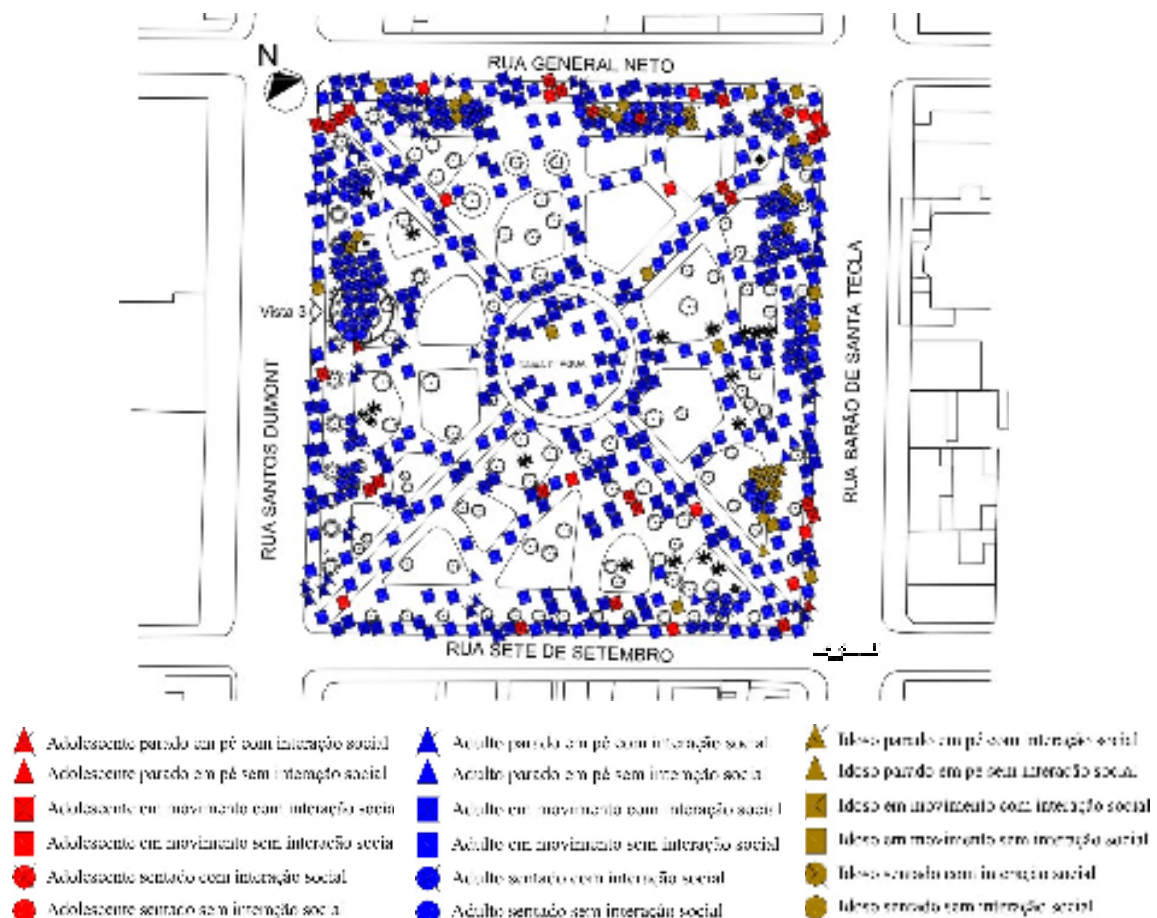 N
RUA GENERAL NETO
RUA BARÃO DE SANTA TECLA
Vista 3
RUA SANTOS DUMONT
RUA SETE DE SETEMBRO
Adolescente parado em pé com interação social
Adolescente parado em pé sem interação social
Adolescente em movimento com interação socia
Adolescente em movimento sem interação socia
Adolescente sentado com interação social
Adolescente sentado sem interação social
Adulto parado em pé com interação social
Adulto parado em pé sem interação social
Adulto em movimento com interação social
Adulto em movimento sem interação social
Adulto sentado com interação social
Adulto sentado sem interação social
Idoso parado em pé com interação social
Idoso parado em pé sem interação social
Idoso em movimento com interação social
Idoso em movimento sem interação social
Idoso sentado com interação social
Idoso sentado sem interação social